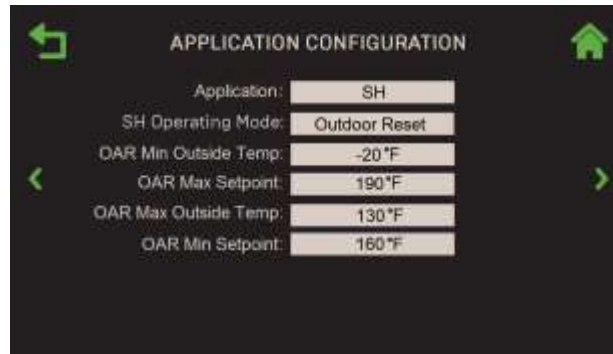 APPLICATION CONFIGURATION
Application: SH
SH Operating Mode: Outdoor Reset
OAR Min Outside Temp: -20°F
OAR Max Setpoint: 190°F
OAR Max Outside Temp: 130°F
OAR Min Setpoint: 160°F